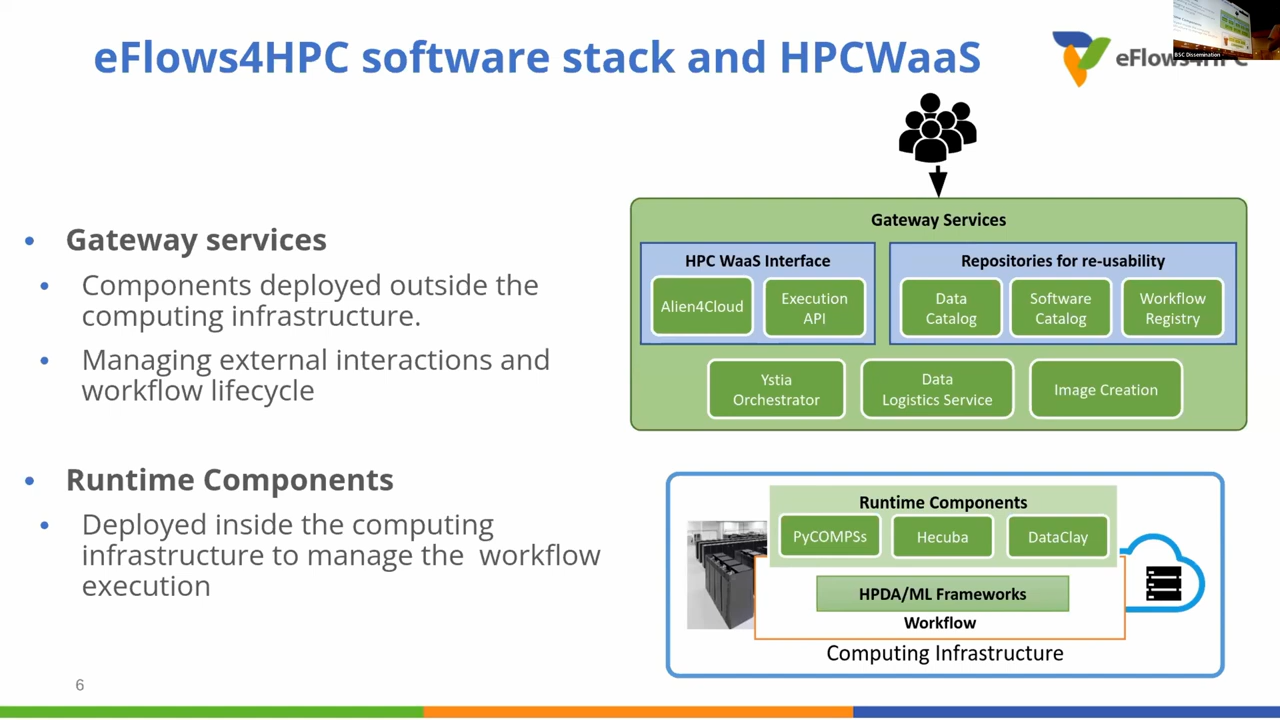 eFlows4HPC software stack and HPCWaaS
eFlows4HPC
BSC Dissemination
• Gateway services
• Components deployed outside the
computing infrastructure.
• Managing external interactions and
workflow lifecycle
• Runtime Components
• Deployed inside the computing
infrastructure to manage the workflow
execution
Gateway Services
HPC WaaS Interface
Alien4Cloud
Execution
API
Repositories for re-usability
Data
Catalog
Software
Catalog
Workflow
Registry
Ystia
Orchestrator
Data
Logistics Service
Image Creation
Runtime Components
PyCOMPSs
Hecuba
DataClay
HPDA/ML Frameworks
Workflow
Computing Infrastructure
6